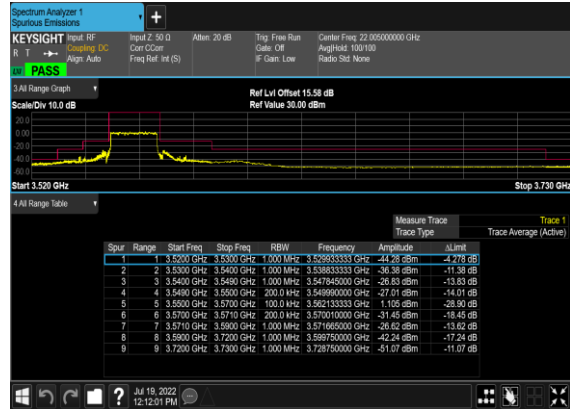 Spectrum Analyzer 1
Spurious Emissions
KEYSIGHT Input: RF Input Z: 50 Ω Atten: 20 dB Trig: Free Run Center Freq: 22.005000000 GHz
R T Coupling: DC Corr CCorr Gate: Off Avg|Hold: 100/100
Align: Auto Freq Ref: Int (S) IF Gain: Low Radio Std: None
PASS
3 All Range Graph Ref Lvl Offset 15.58 dB
Scale/Div 10.0 dB Ref Value 30.00 dBm
20.0
0.00
-20.0
-40.0
-60.0
Start 3.520 GHz Stop 3.730 GHz
4 All Range Table
Measure Trace Trace 1
Trace Type Trace Average (Active)
Spur Range Start Freq Stop Freq RBW Frequency Amplitude ΔLimit
1 1 3.5200 GHz 3.5300 GHz 1.000 MHz 3.529933333 GHz -44.28 dBm -4.278 dB
2 2 3.5300 GHz 3.5400 GHz 1.000 MHz 3.538833333 GHz -36.38 dBm -11.38 dB
3 3 3.5400 GHz 3.5490 GHz 1.000 MHz 3.547845000 GHz -26.83 dBm -13.83 dB
4 4 3.5490 GHz 3.5500 GHz 200.0 kHz 3.549990000 GHz -27.01 dBm -14.01 dB
5 5 3.5500 GHz 3.5700 GHz 100.0 kHz 3.562133333 GHz 1.105 dBm -28.90 dB
6 6 3.5700 GHz 3.5710 GHz 200.0 kHz 3.570010000 GHz -31.45 dBm -18.45 dB
7 7 3.5710 GHz 3.5900 GHz 1.000 MHz 3.571665000 GHz -26.62 dBm -13.62 dB
8 8 3.5900 GHz 3.7200 GHz 1.000 MHz 3.599750000 GHz -42.24 dBm -17.24 dB
9 9 3.7200 GHz 3.7300 GHz 1.000 MHz 3.728750000 GHz -51.07 dBm -11.07 dB
? Jul 19, 2022
12:12:01 PM